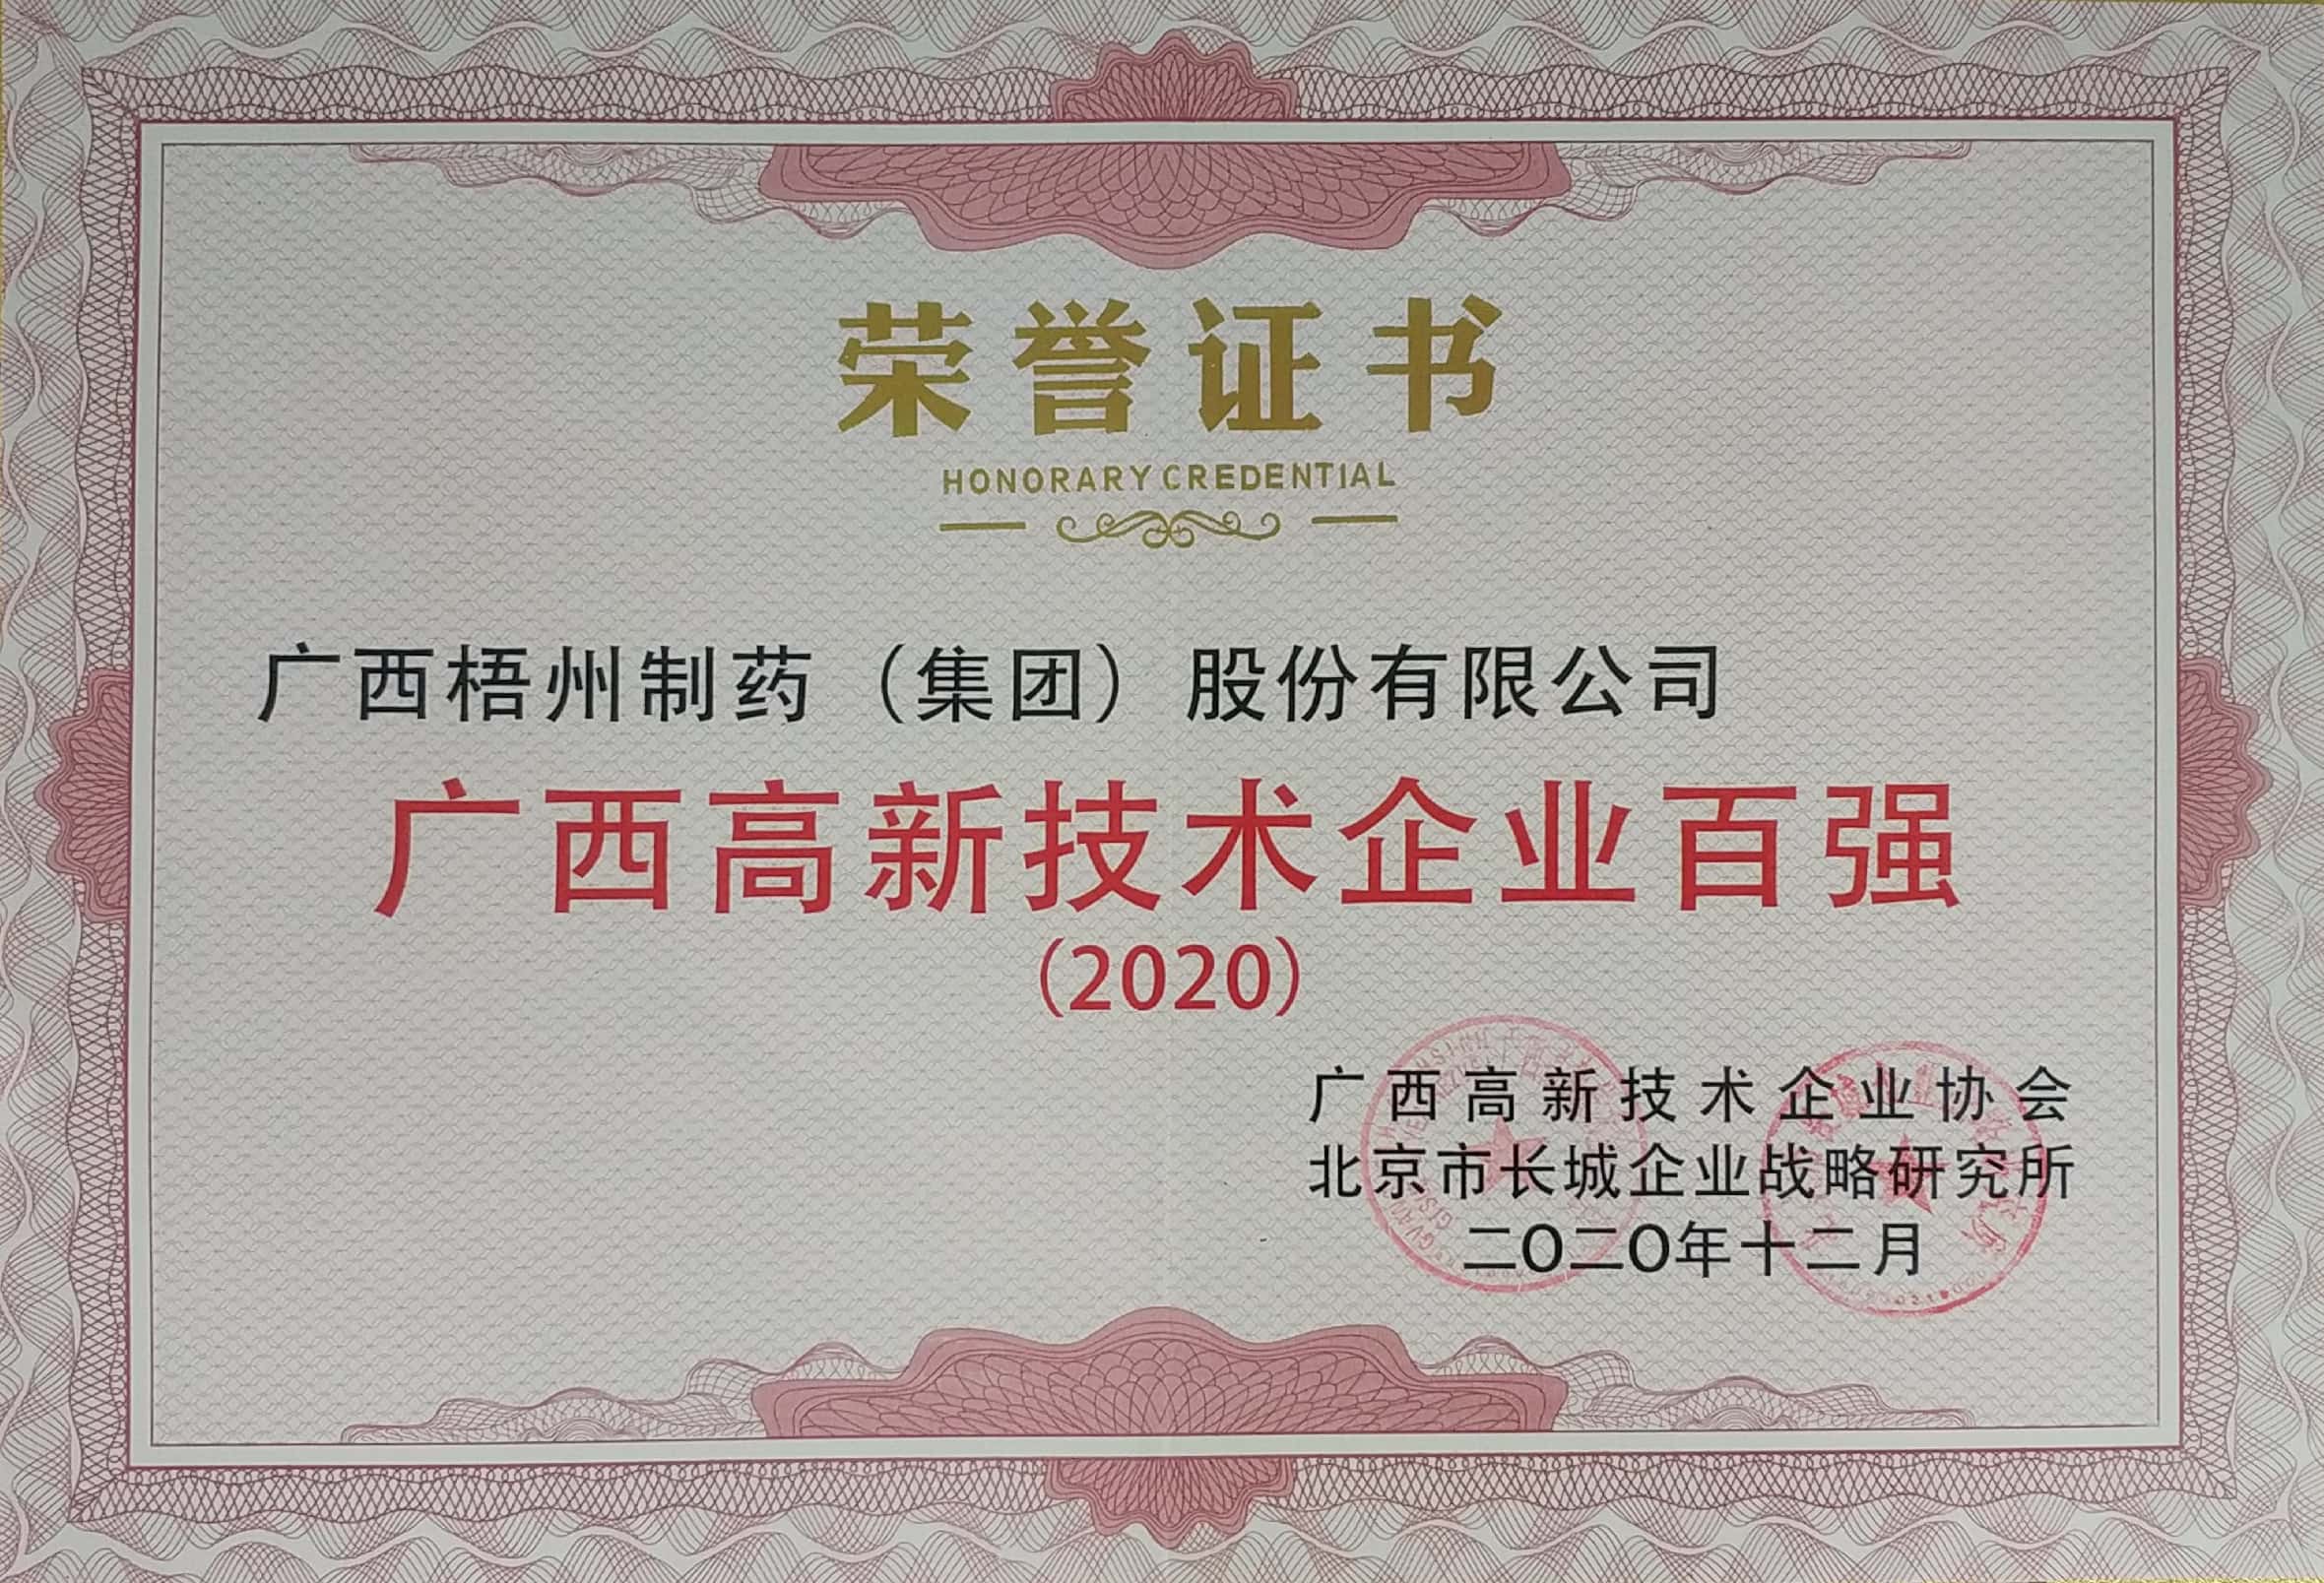 荣誉证书
HONORARY CREDENTIAL
广西梧州制药（集团）股份有限公司
广西高新技术企业百强
(2020)
广西高新技术企业协会
北京市长城企业战略研究所
二〇二〇年十二月